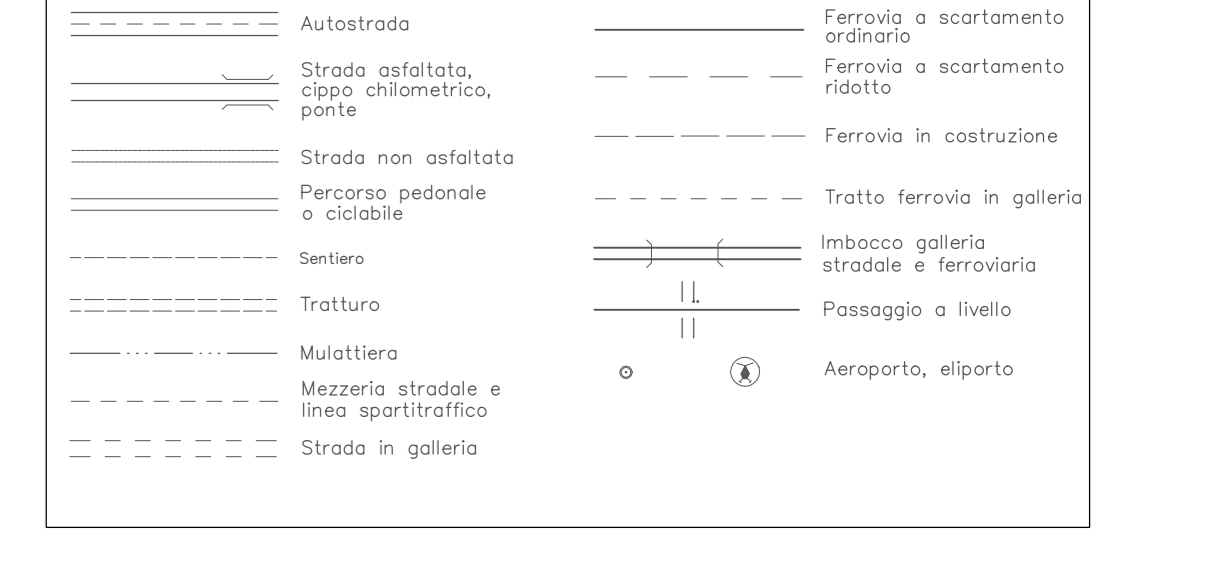 Autostrada
Strada asfaltata,
cippo chilometrico,
ponte
Strada non asfaltata
Percorso pedonale
o ciclabile
Sentiero
Tratturo
Mulattiera
Mezzeria stradale e
linea spartitraffico
Strada in galleria
Ferrovia a scartamento
ordinario
Ferrovia a scartamento
ridotto
Ferrovia in costruzione
Tratto ferrovia in galleria
Imbocco galleria
stradale e ferroviaria
Passaggio a livello
Aeroporto, eliporto